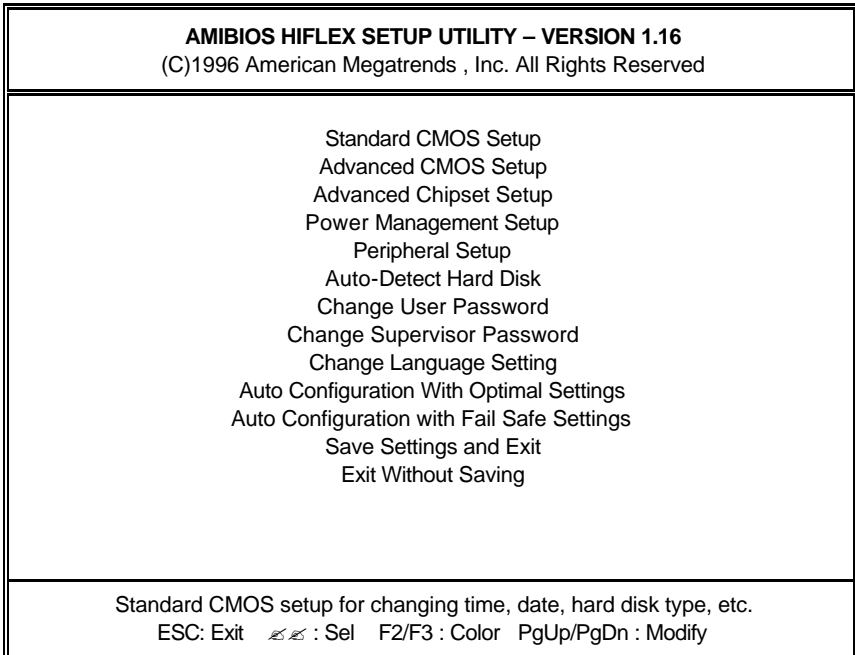 AMIBIOS HIFLEX SETUP UTILITY – VERSION 1.16
(C)1996 American Megatrends , Inc. All Rights Reserved
Standard CMOS Setup
Advanced CMOS Setup
Advanced Chipset Setup
Power Management Setup
Peripheral Setup
Auto-Detect Hard Disk
Change User Password
Change Supervisor Password
Change Language Setting
Auto Configuration With Optimal Settings
Auto Configuration with Fail Safe Settings
Save Settings and Exit
Exit Without Saving
Standard CMOS setup for changing time, date, hard disk type, etc.
ESC: Exit ✍✍ : Sel F2/F3 : Color PgUp/PgDn : Modify